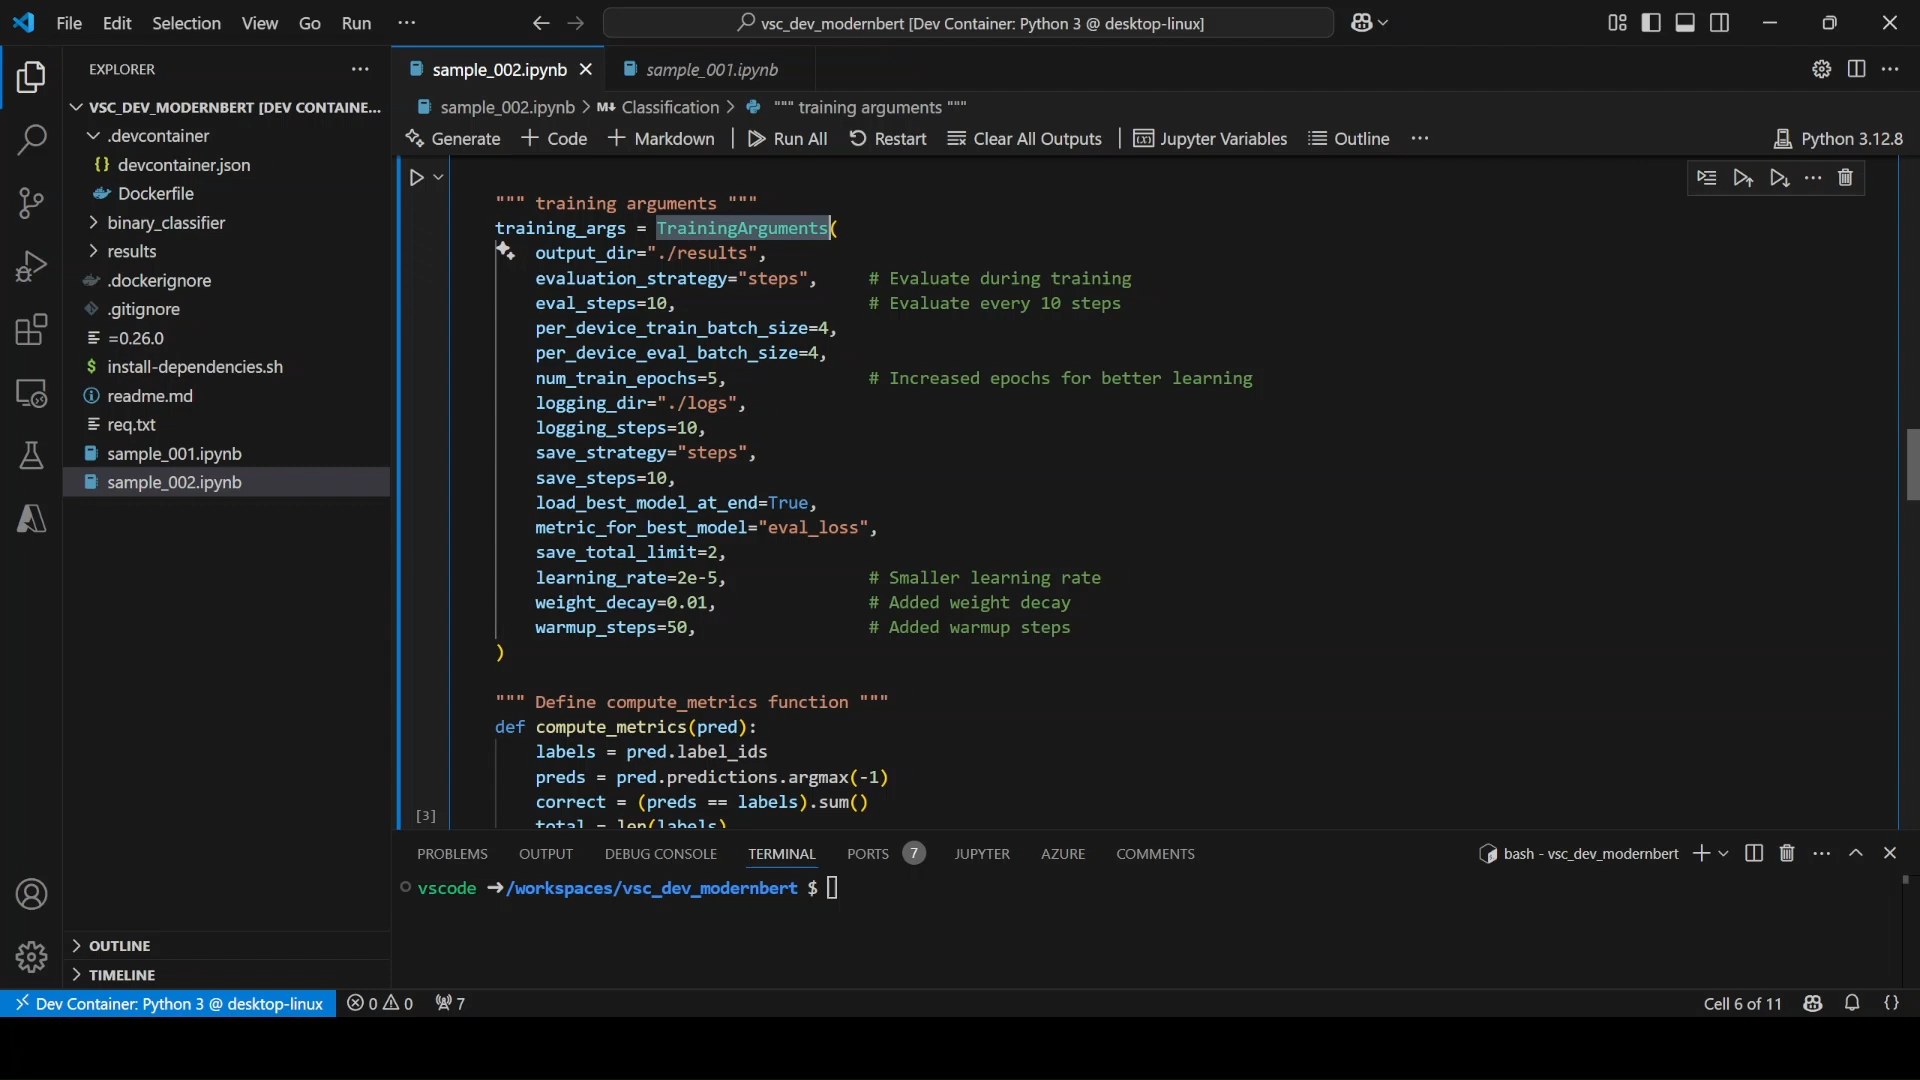 File Edit Selection View Go Run ···
vsc_dev_modernbert [Dev Container: Python 3 @ desktop-linux]
EXPLORER ···
VSC_DEV_MODERNBERT [DEV CONTAINE...
.devcontainer
{} devcontainer.json
Dockerfile
binary_classifier
results
.dockerignore
.gitignore
=0.26.0
$ install-dependencies.sh
readme.md
req.txt
sample_001.ipynb
sample_002.ipynb
OUTLINE
TIMELINE
sample_002.ipynb
sample_001.ipynb
sample_002.ipynb > M↓ Classification > """ training arguments """
Generate + Code + Markdown | Run All Restart Clear All Outputs | Jupyter Variables Outline ···
Python 3.12.8
""" training arguments """
training_args = TrainingArguments(
output_dir="./results",
evaluation_strategy="steps", # Evaluate during training
eval_steps=10, # Evaluate every 10 steps
per_device_train_batch_size=4,
per_device_eval_batch_size=4,
num_train_epochs=5, # Increased epochs for better learning
logging_dir="./logs",
logging_steps=10,
save_strategy="steps",
save_steps=10,
load_best_model_at_end=True,
metric_for_best_model="eval_loss",
save_total_limit=2,
learning_rate=2e-5, # Smaller learning rate
weight_decay=0.01, # Added weight decay
warmup_steps=50, # Added warmup steps
)
""" Define compute_metrics function """
def compute_metrics(pred):
labels = pred.label_ids
preds = pred.predictions.argmax(-1)
correct = (preds == labels).sum()
total = len(labels)
[3]
PROBLEMS OUTPUT DEBUG CONSOLE TERMINAL PORTS 7 JUPYTER AZURE COMMENTS
bash - vsc_dev_modernbert
vscode ➜ /workspaces/vsc_dev_modernbert $
Dev Container: Python 3 @ desktop-linux 0 0 7
Cell 6 of 11 {}